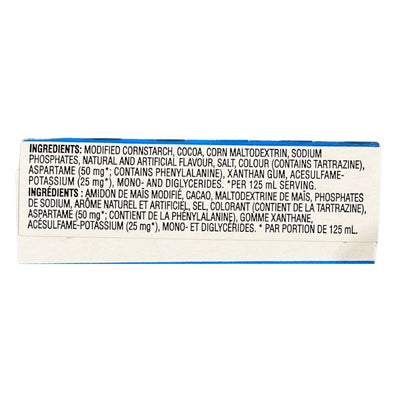 INGREDIENTS: MODIFIED CORNSTARCH, COCOA, CORN MALTODEXTRIN, SODIUM
PHOSPHATES, NATURAL AND ARTIFICIAL FLAVOUR, SALT, COLOUR (CONTAINS TARTRAZINE),
ASPARTAME (50 mg*; CONTAINS PHENYLALANINE), XANTHAN GUM, ACESULFAME-
POTASSIUM (25 mg*), MONO- AND DIGLYCERIDES. *PER 125 mL SERVING.
INGRÉDIENTS : AMIDON DE MAÏS MODIFIÉ, CACAO, MALTODEXTRINE DE MAÏS, PHOSPHATES
DE SODIUM, ARÔME NATUREL ET ARTIFICIEL, SEL, COLORANT (CONTIENT DE LA TARTRAZINE),
ASPARTAME (50 mg*; CONTIENT DE LA PHÉNYLALANINE), GOMME XANTHANE,
ACÉSULFAME-POTASSIUM (25 mg*), MONO- ET DIGLYCÉRIDES. * PAR PORTION DE 125 mL.